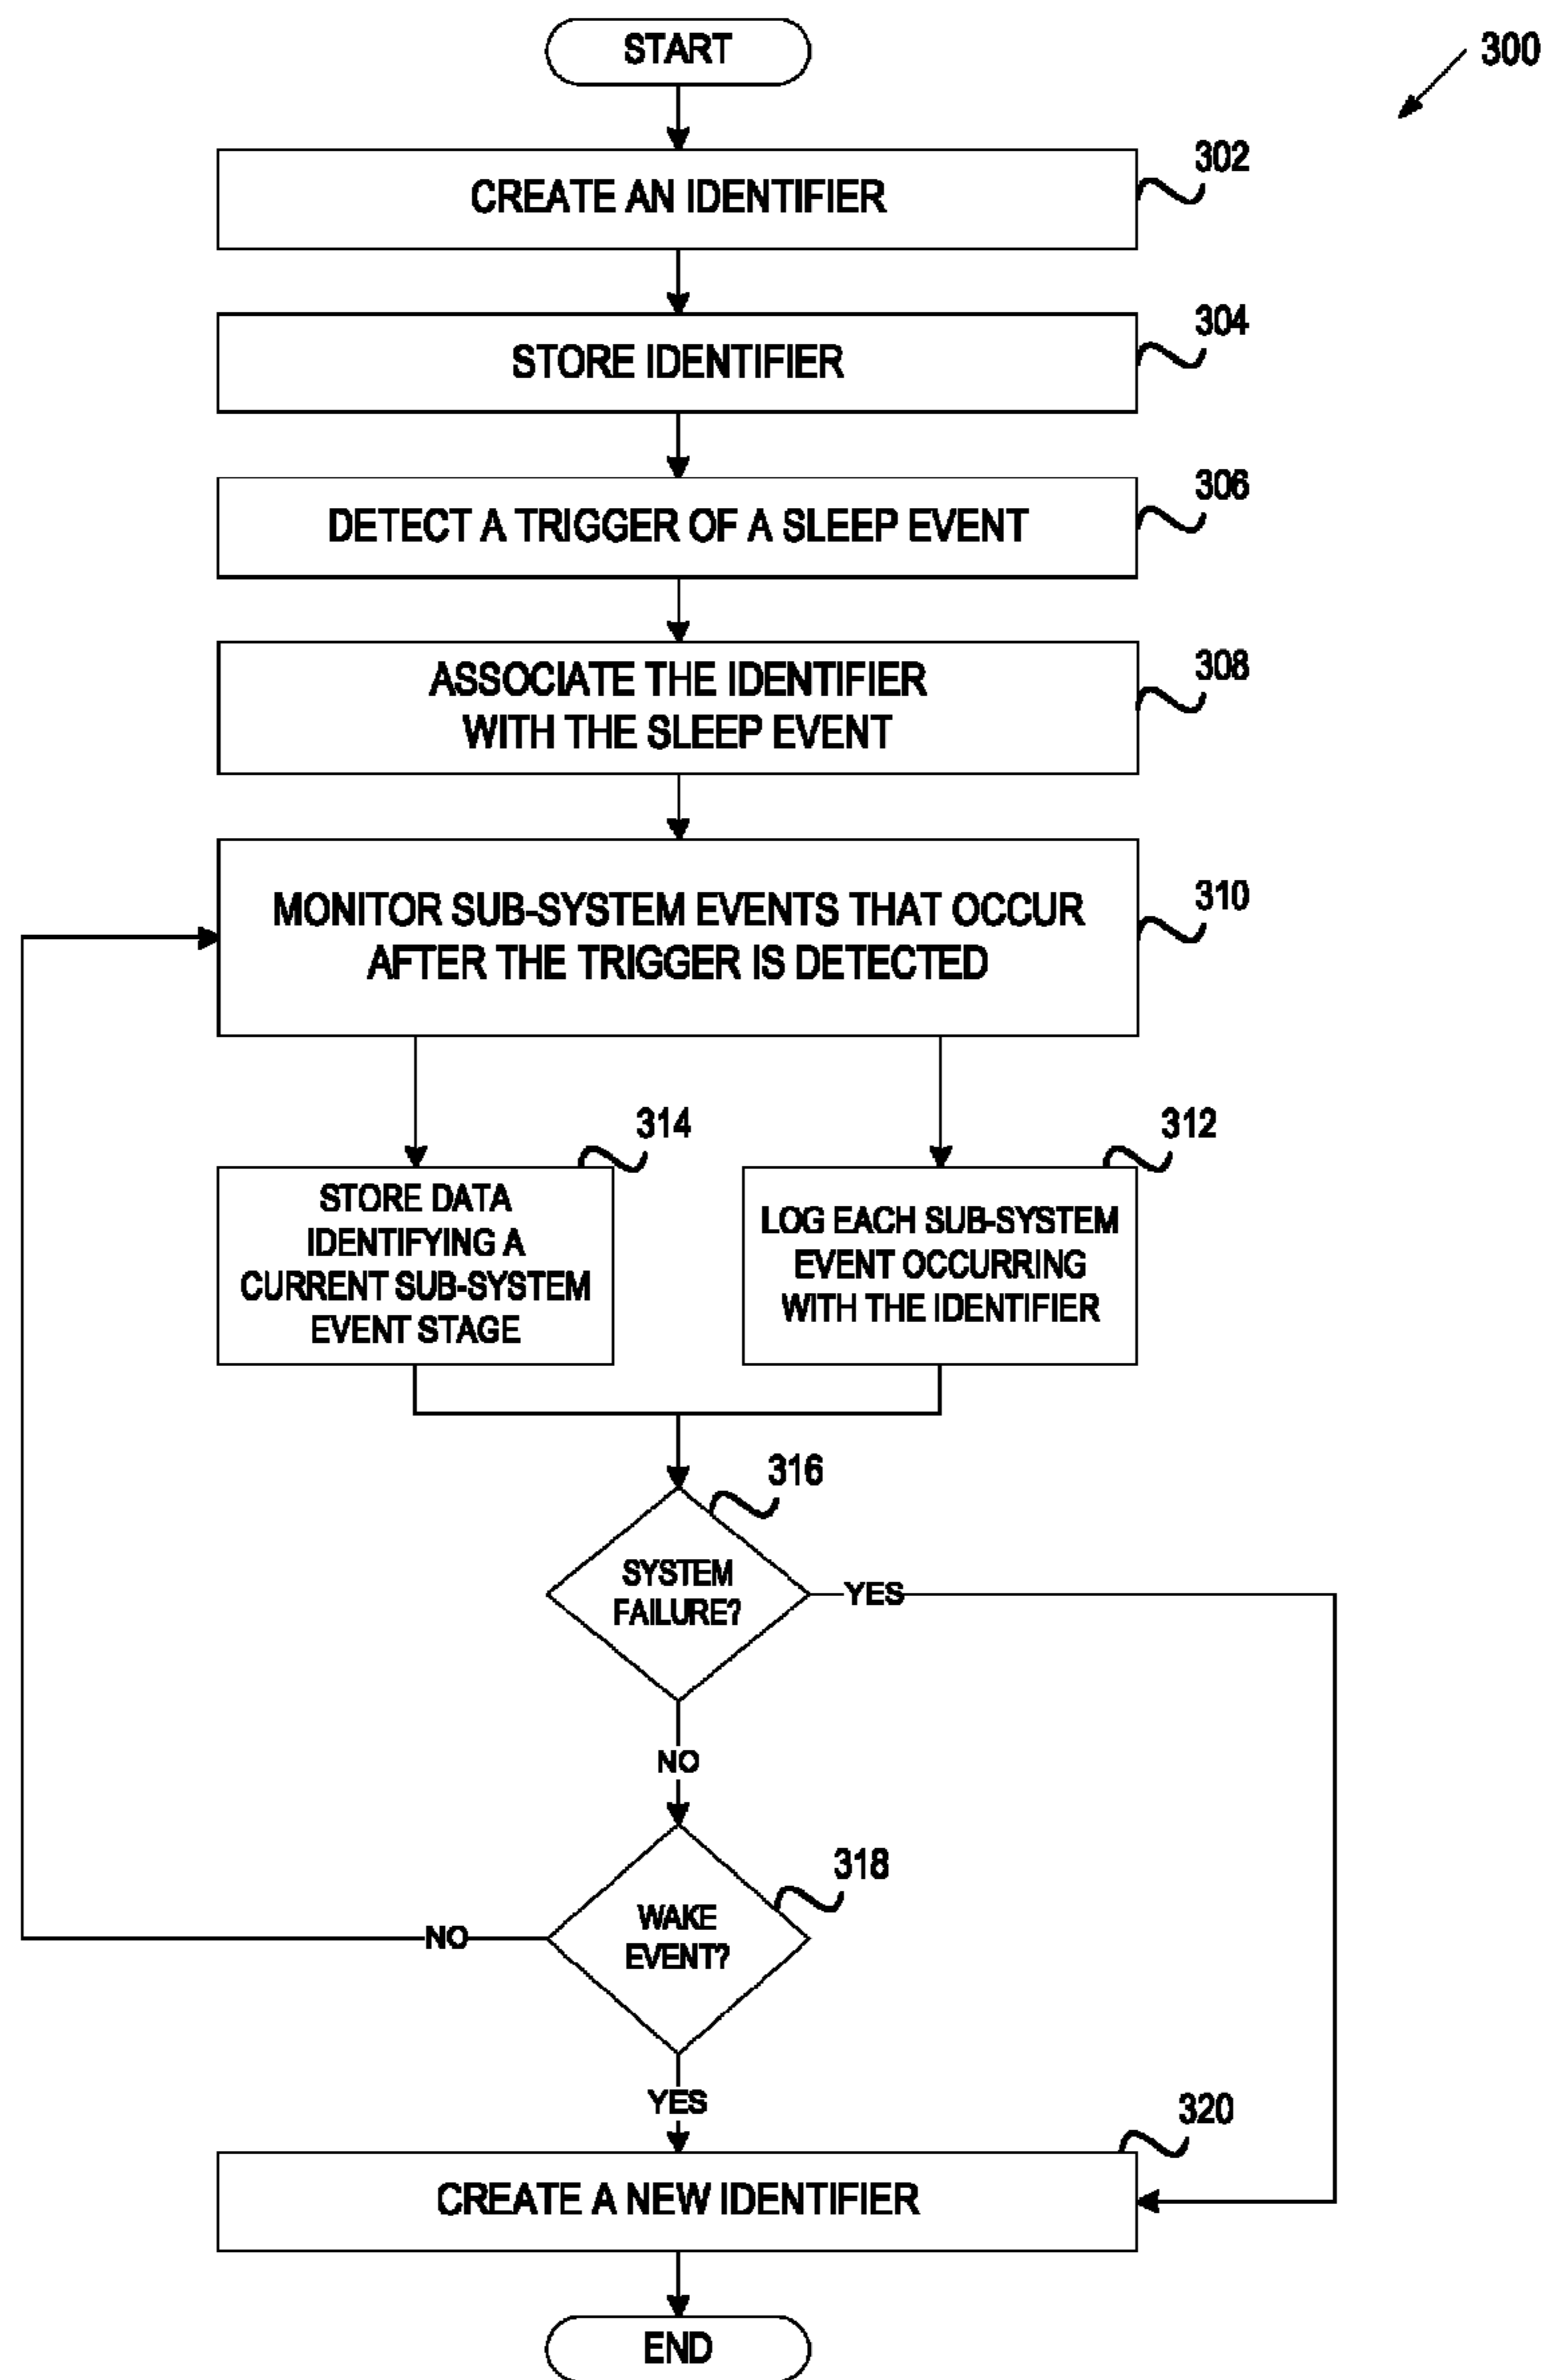 START
300
302
CREATE AN IDENTIFIER
304
STORE IDENTIFIER
306
DETECT A TRIGGER OF A SLEEP EVENT
308
ASSOCIATE THE IDENTIFIER
WITH THE SLEEP EVENT
310
MONITOR SUB-SYSTEM EVENTS THAT OCCUR
AFTER THE TRIGGER IS DETECTED
314
STORE DATA
IDENTIFYING A
CURRENT SUB-SYSTEM
EVENT STAGE
312
LOG EACH SUB-SYSTEM
EVENT OCCURRING
WITH THE IDENTIFIER
316
SYSTEM
FAILURE?
YES
NO
318
WAKE
EVENT?
NO
YES
320
CREATE A NEW IDENTIFIER
END